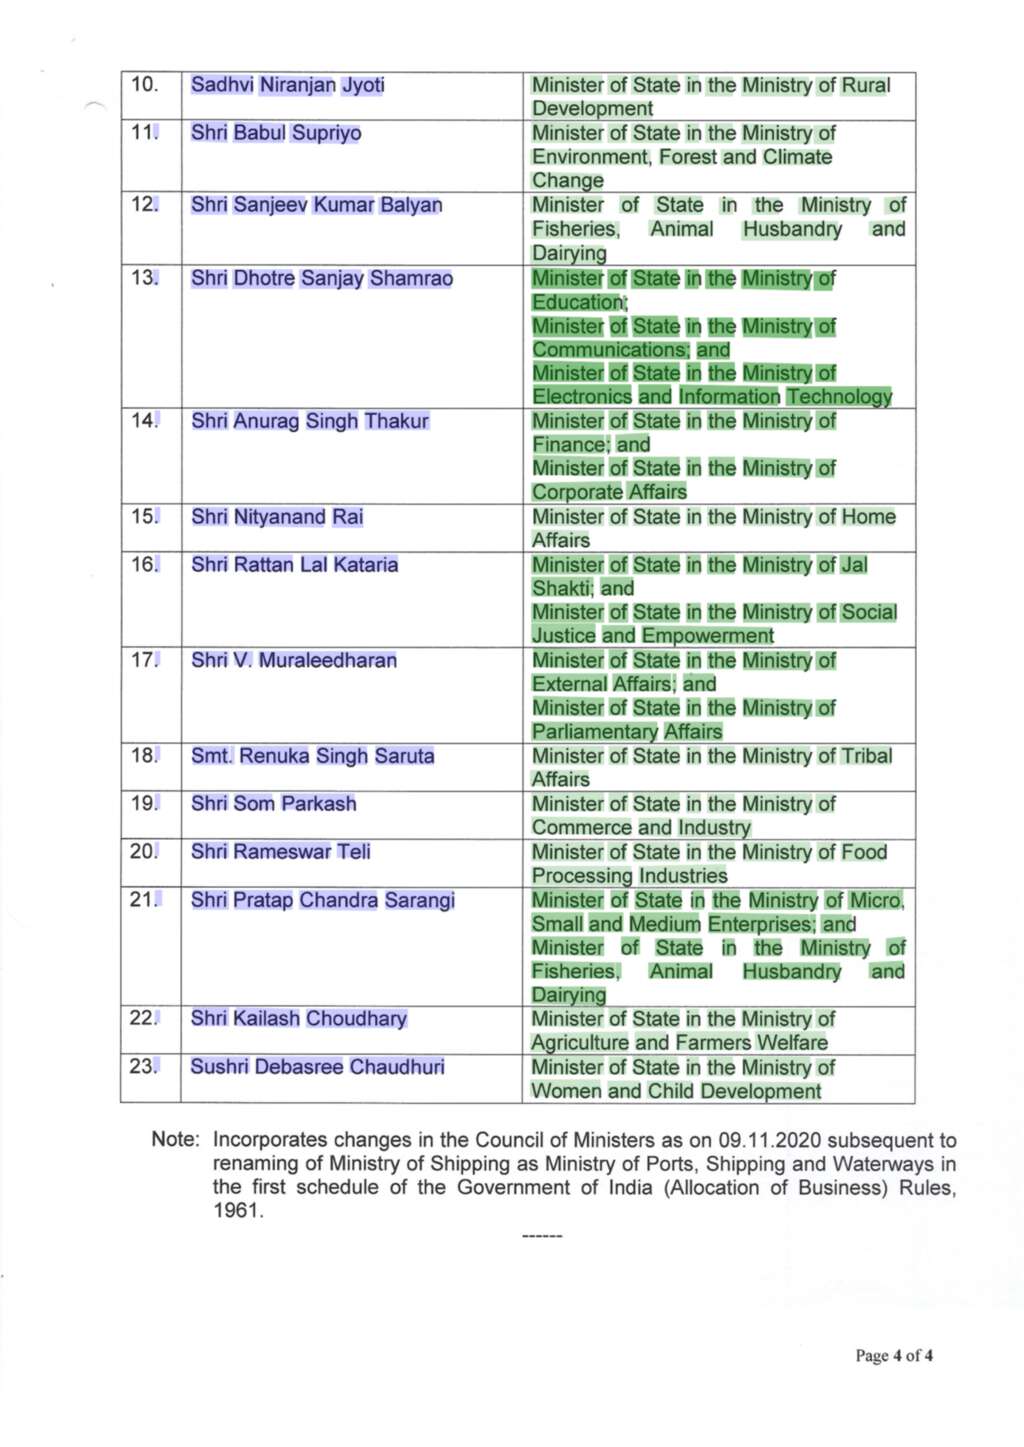 10. Sadhvi Niranjan Jyoti Minister of State in the Ministry of Rural
Development
11. Shri Babul Supriyo Minister of State in the Ministry of
Environment, Forest and Climate
Change
12. Shri Sanjeev Kumar Balyan Minister of State in the Ministry of
Fisheries, Animal Husbandry and
Dairying
13. Shri Dhotre Sanjay Shamrao Minister of State in the Ministry of
Education;
Minister of State in the Ministry of
Communications; and
Minister of State in the Ministry of
Electronics and Information Technology
14. Shri Anurag Singh Thakur Minister of State in the Ministry of
Finance; and
Minister of State in the Ministry of
Corporate Affairs
15. Shri Nityanand Rai Minister of State in the Ministry of Home
Affairs
16. Shri Rattan Lal Kataria Minister of State in the Ministry of Jal
Shakti; and
Minister of State in the Ministry of Social
Justice and Empowerment
17. Shri V. Muraleedharan Minister of State in the Ministry of
External Affairs; and
Minister of State in the Ministry of
Parliamentary Affairs
18. Smt. Renuka Singh Saruta Minister of State in the Ministry of Tribal
Affairs
19. Shri Som Parkash Minister of State in the Ministry of
Commerce and Industry
20. Shri Rameswar Teli Minister of State in the Ministry of Food
Processing Industries
21. Shri Pratap Chandra Sarangi Minister of State in the Ministry of Micro,
Small and Medium Enterprises; and
Minister of State in the Ministry of
Fisheries, Animal Husbandry and
Dairying
22. Shri Kailash Choudhary Minister of State in the Ministry of
Agriculture and Farmers Welfare
23. Sushri Debasree Chaudhuri Minister of State in the Ministry of
Women and Child Development
Note: Incorporates changes in the Council of Ministers as on 09.11.2020 subsequent to
renaming of Ministry of Shipping as Ministry of Ports, Shipping and Waterways in
the first schedule of the Government of India (Allocation of Business) Rules,
1961.
------
Page 4 of 4